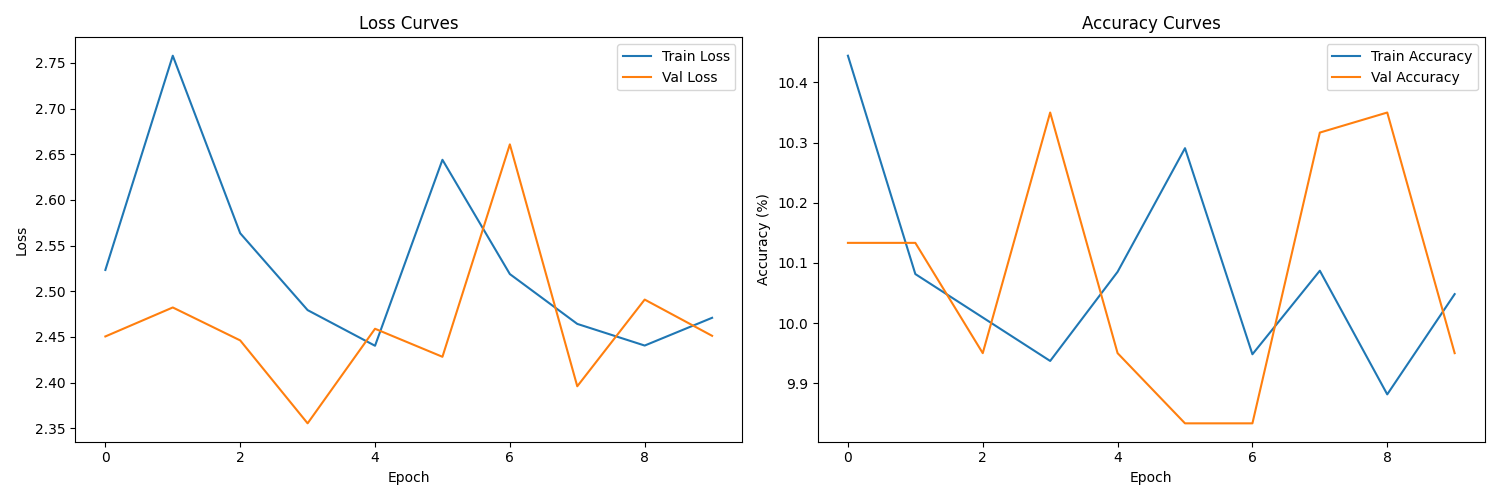 Loss Curves
Train Loss
Val Loss
2.75
2.70
2.65
2.60
2.55
2.50
2.45
2.40
2.35
Loss
0 2 4 6 8
Epoch
Accuracy Curves
Train Accuracy
Val Accuracy
10.4
10.3
10.2
10.1
10.0
9.9
Accuracy (%)
0 2 4 6 8
Epoch